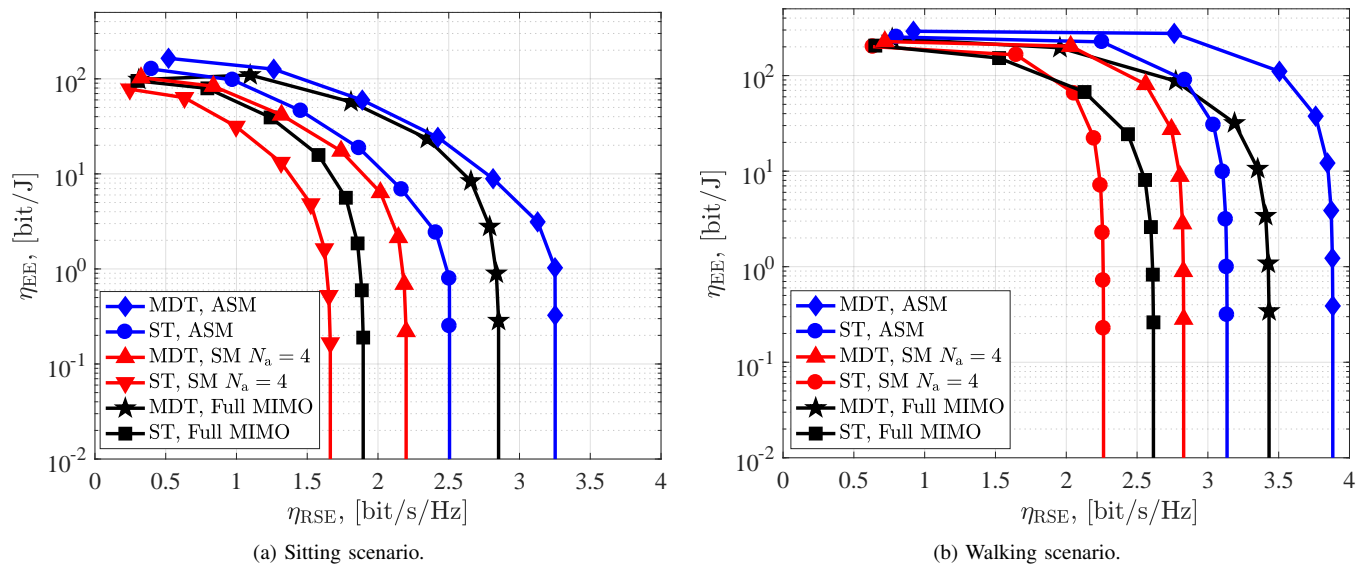 η_EE, [bit/J]
10^2
10^1
10^0
10^-1
10^-2
MDT, ASM
ST, ASM
MDT, SM N_a = 4
ST, SM N_a = 4
MDT, Full MIMO
ST, Full MIMO
0 0.5 1 1.5 2 2.5 3 3.5 4
η_RSE, [bit/s/Hz]
(a) Sitting scenario.
η_EE, [bit/J]
10^2
10^1
10^0
10^-1
10^-2
MDT, ASM
ST, ASM
MDT, SM N_a = 4
ST, SM N_a = 4
MDT, Full MIMO
ST, Full MIMO
0 0.5 1 1.5 2 2.5 3 3.5 4
η_RSE, [bit/s/Hz]
(b) Walking scenario.